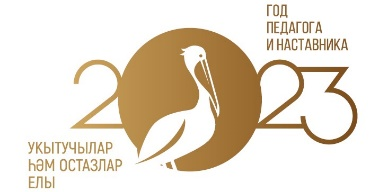 ГОД
ПЕДАГОГА
И НАСТАВНИКА
2023
УКЫТУЧЫЛАР
ҺӘМ ОСТАЗЛАР
ЕЛЫ